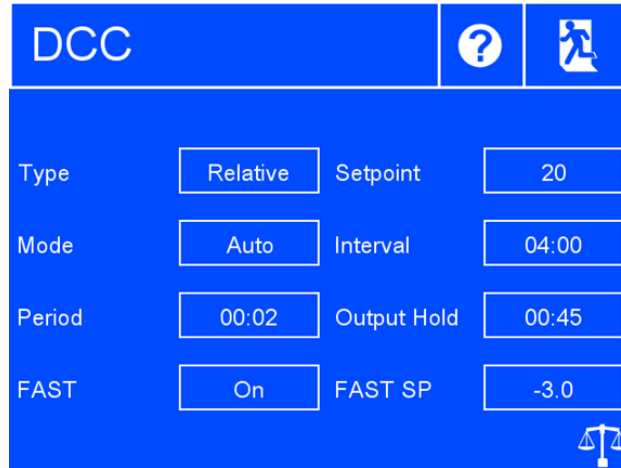 DCC ?
Type Relative Setpoint 20
Mode Auto Interval 04:00
Period 00:02 Output Hold 00:45
FAST On FAST SP -3.0